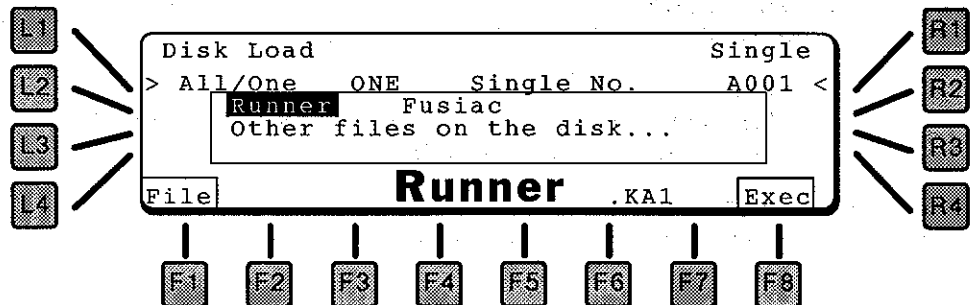 L1
R1
Disk Load Single
> All/One ONE Single No. A001 <
L2
R2
Runner Fusiac
Other files on the disk...
L3
R3
L4
R4
File Runner .KA1 Exec
F1 F2 F3 F4 F5 F6 F7 F8